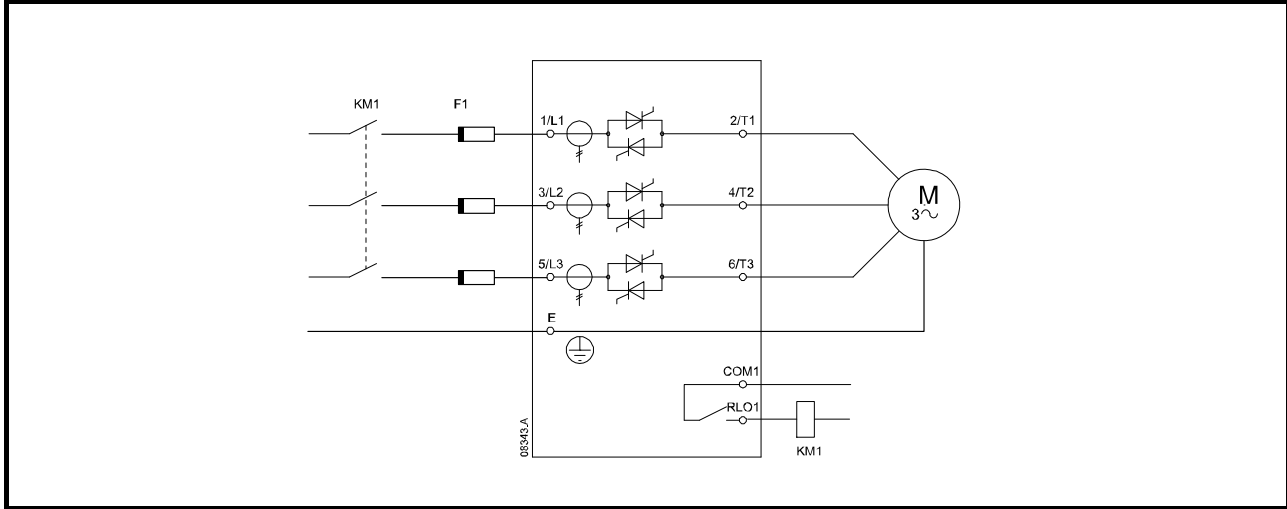 KM1 F1
1/L1 2/T1
3/L2 4/T2
M
3~
5/L3 6/T3
E
COM1
RLO1
KM1
08343.A